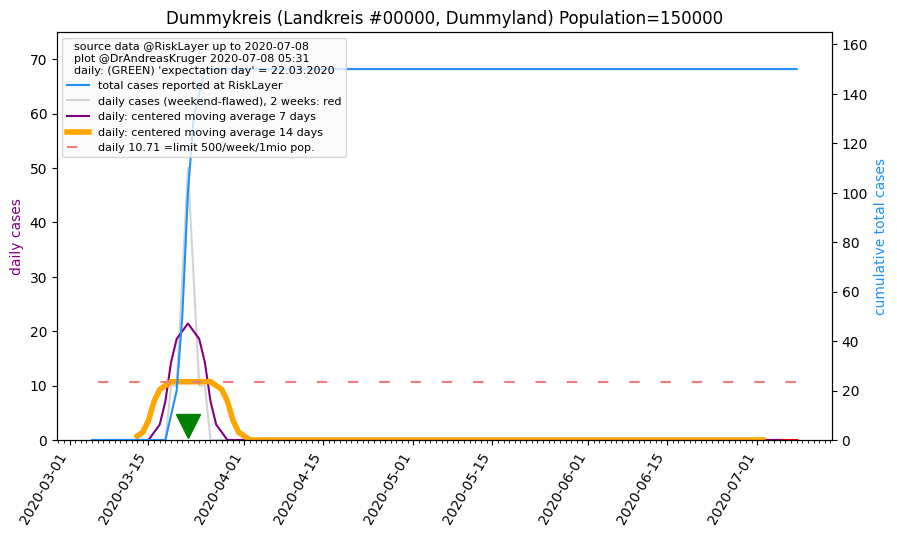 Dummykreis (Landkreis #00000, Dummyland) Population=150000
source data @RiskLayer up to 2020-07-08
plot @DrAndreasKruger 2020-07-08 05:31
daily: (GREEN) 'expectation day' = 22.03.2020
total cases reported at RiskLayer
daily cases (weekend-flawed), 2 weeks: red
daily: centered moving average 7 days
daily: centered moving average 14 days
daily 10.71 =limit 500/week/1mio pop.
daily cases
70
60
50
40
30
20
10
0
160
140
120
100
80
60
40
20
0
cumulative total cases
2020-03-01
2020-03-15
2020-04-01
2020-04-15
2020-05-01
2020-05-15
2020-06-01
2020-06-15
2020-07-01